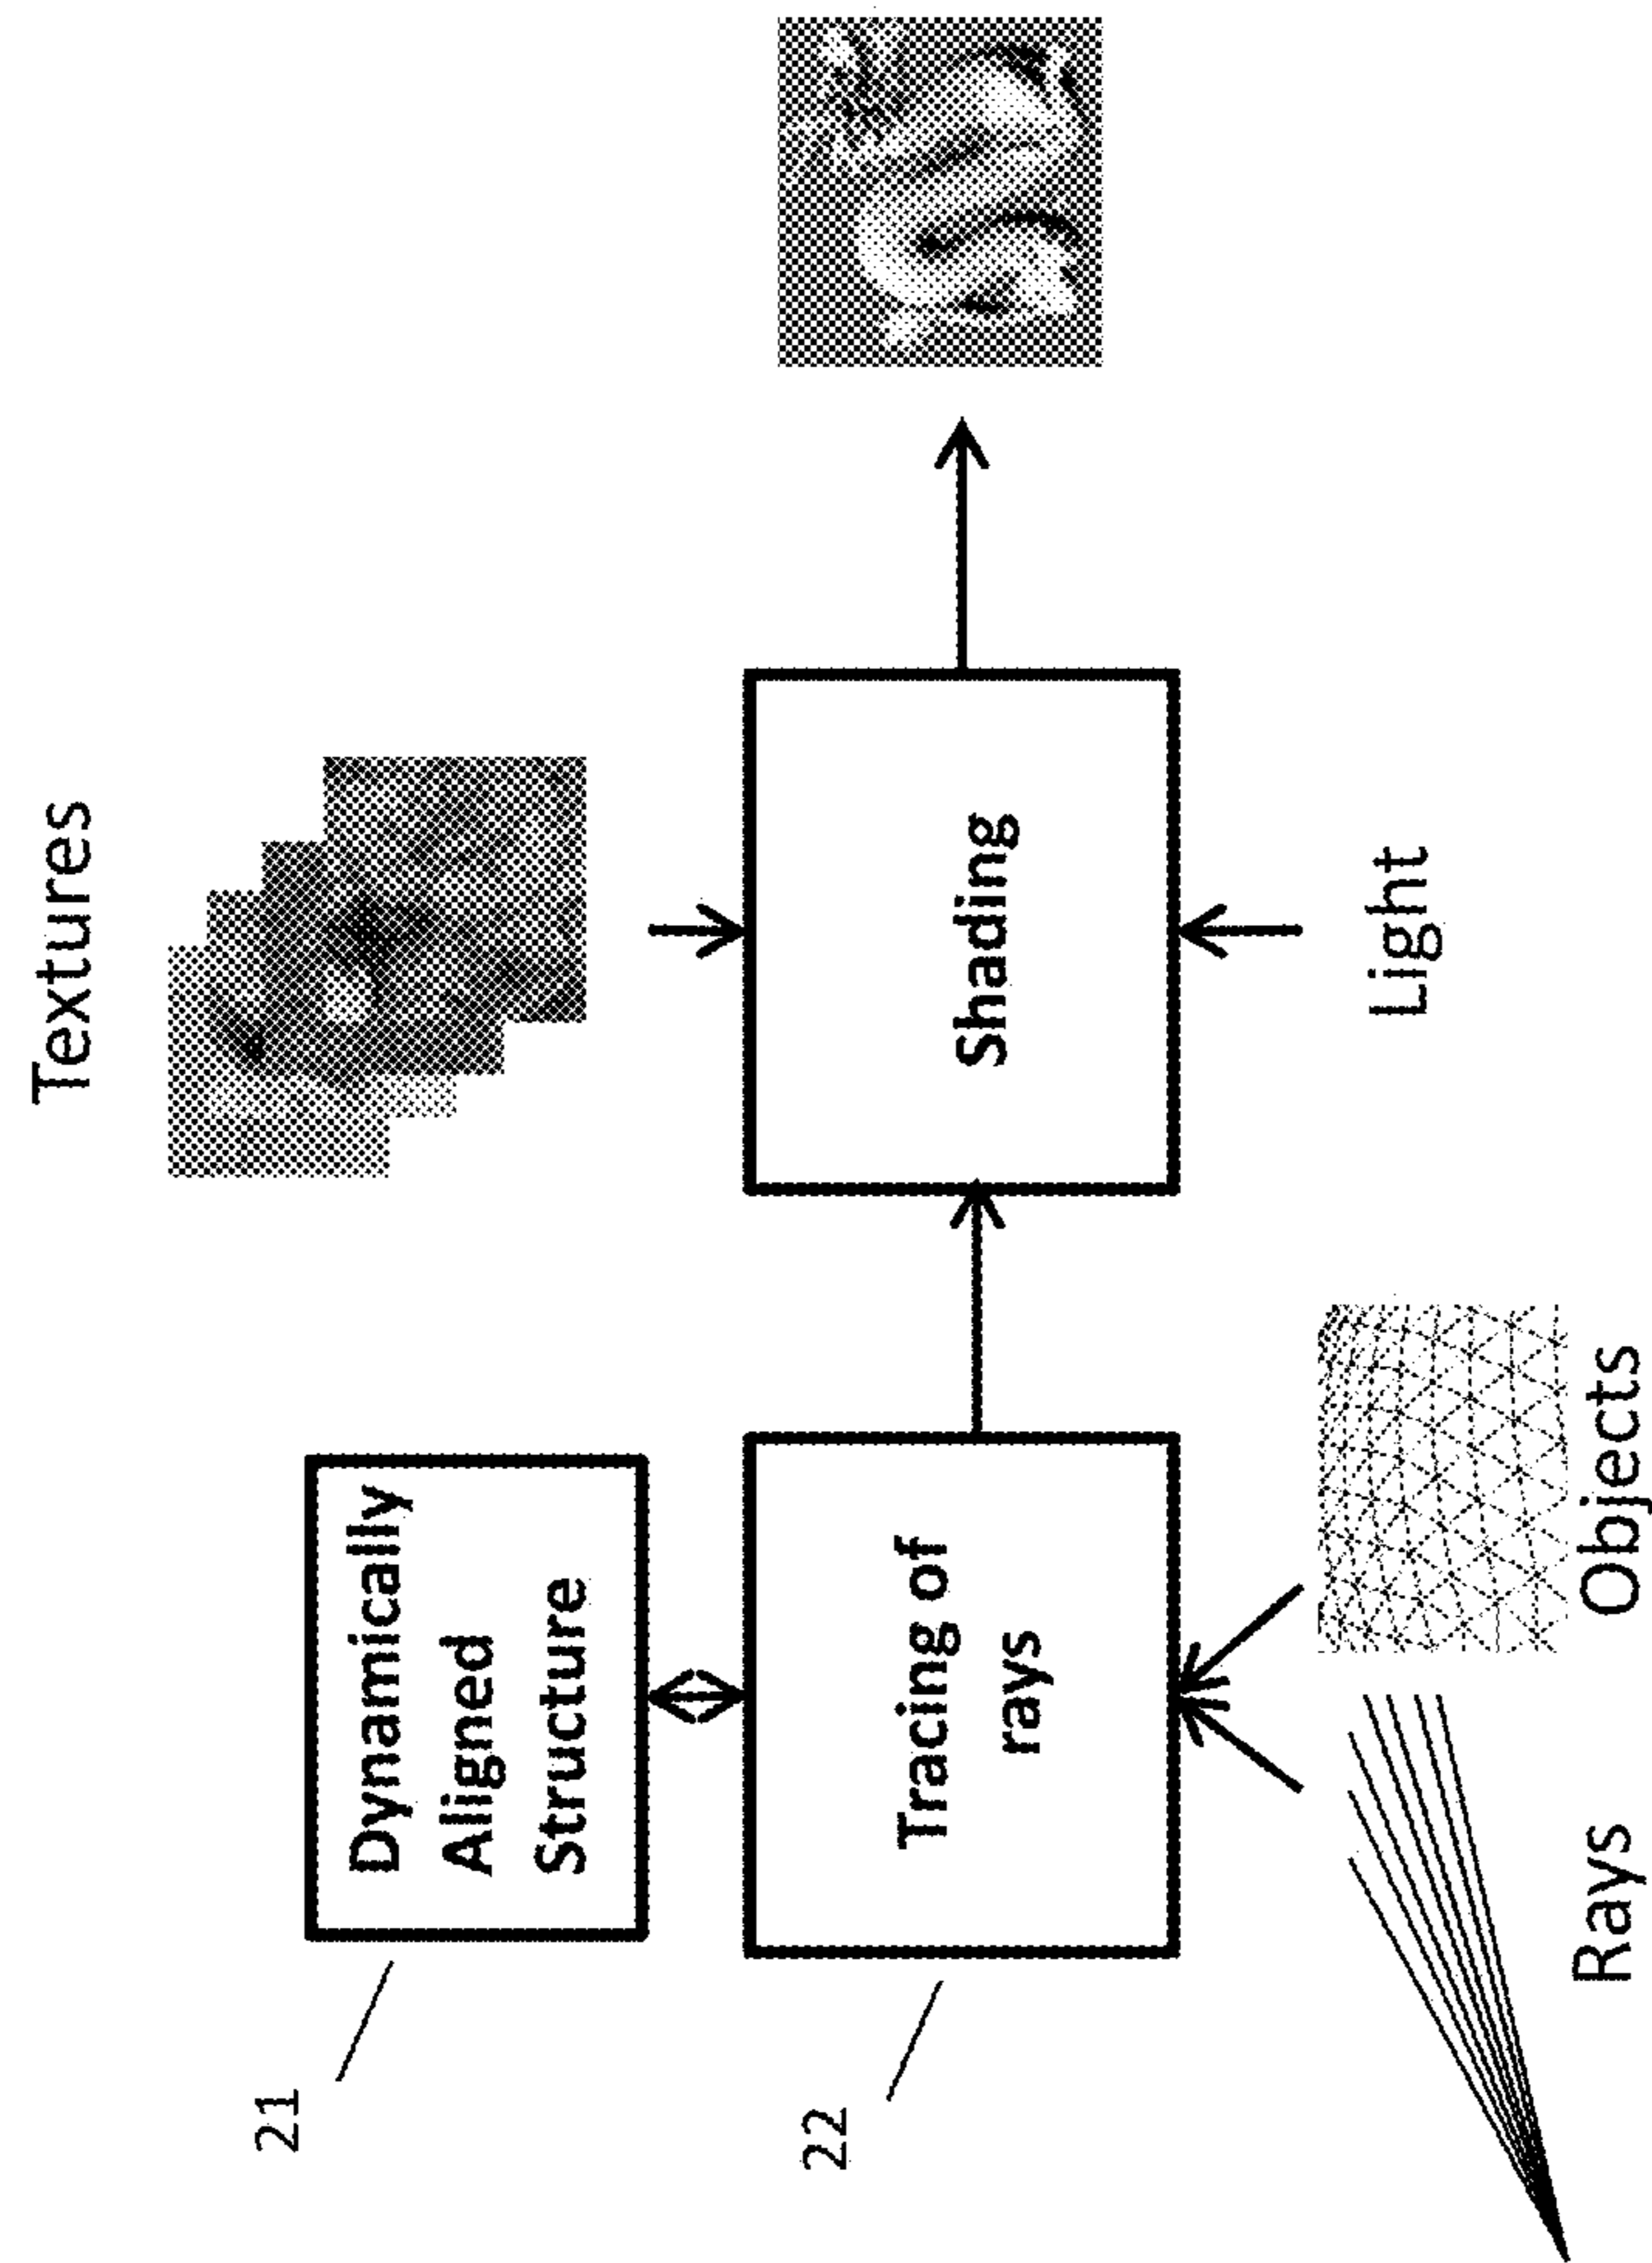 Textures
21
Dynamically
Aligned
Structure
22
Tracing of
rays
Shading
Rays
Objects
Light